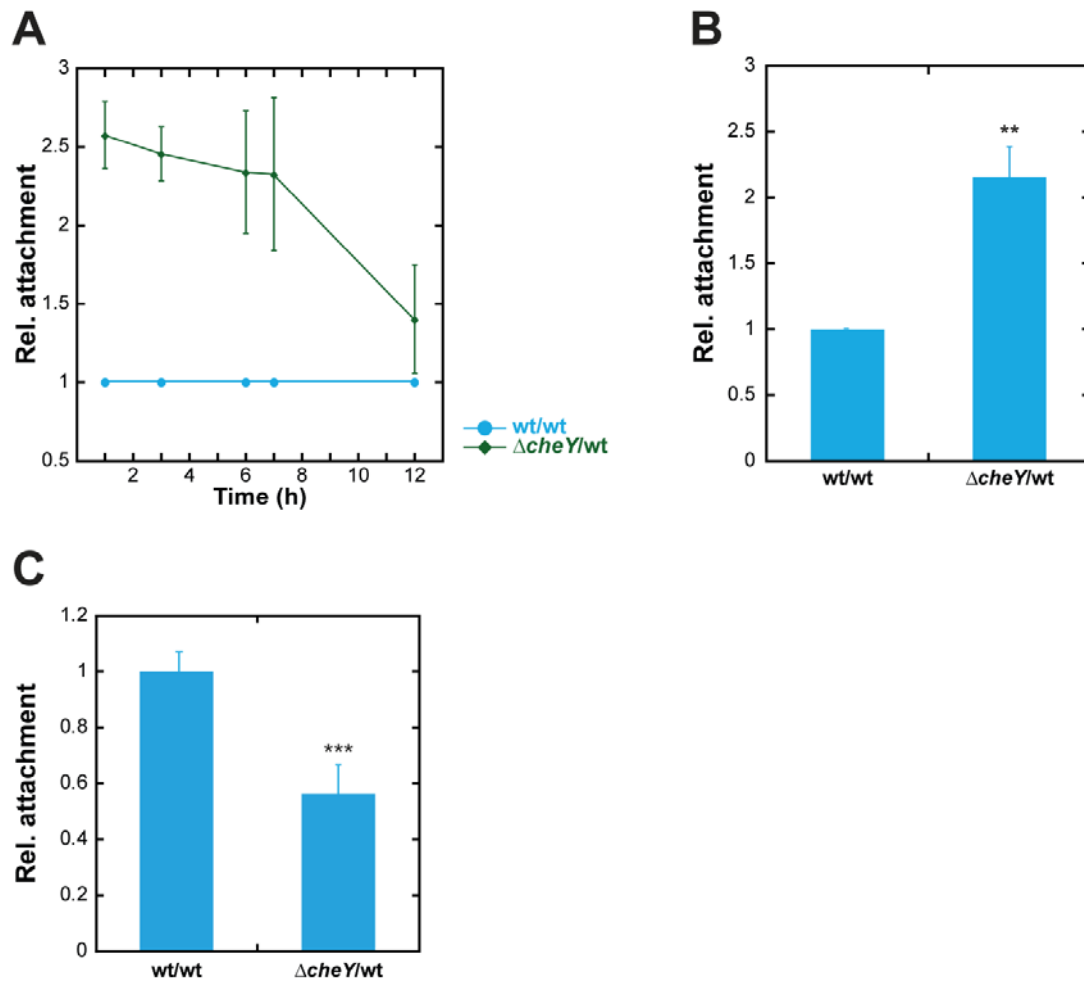 A
Rel. attachment
3
2.5
2
1.5
1
0.5
2
4
6
8
10
12
Time (h)
wt/wt
ΔcheY/wt
B
Rel. attachment
3
2.5
2
1.5
1
0.5
0
**
wt/wt
ΔcheY/wt
C
Rel. attachment
1.2
1
0.8
0.6
0.4
0.2
0
***
wt/wt
ΔcheY/wt